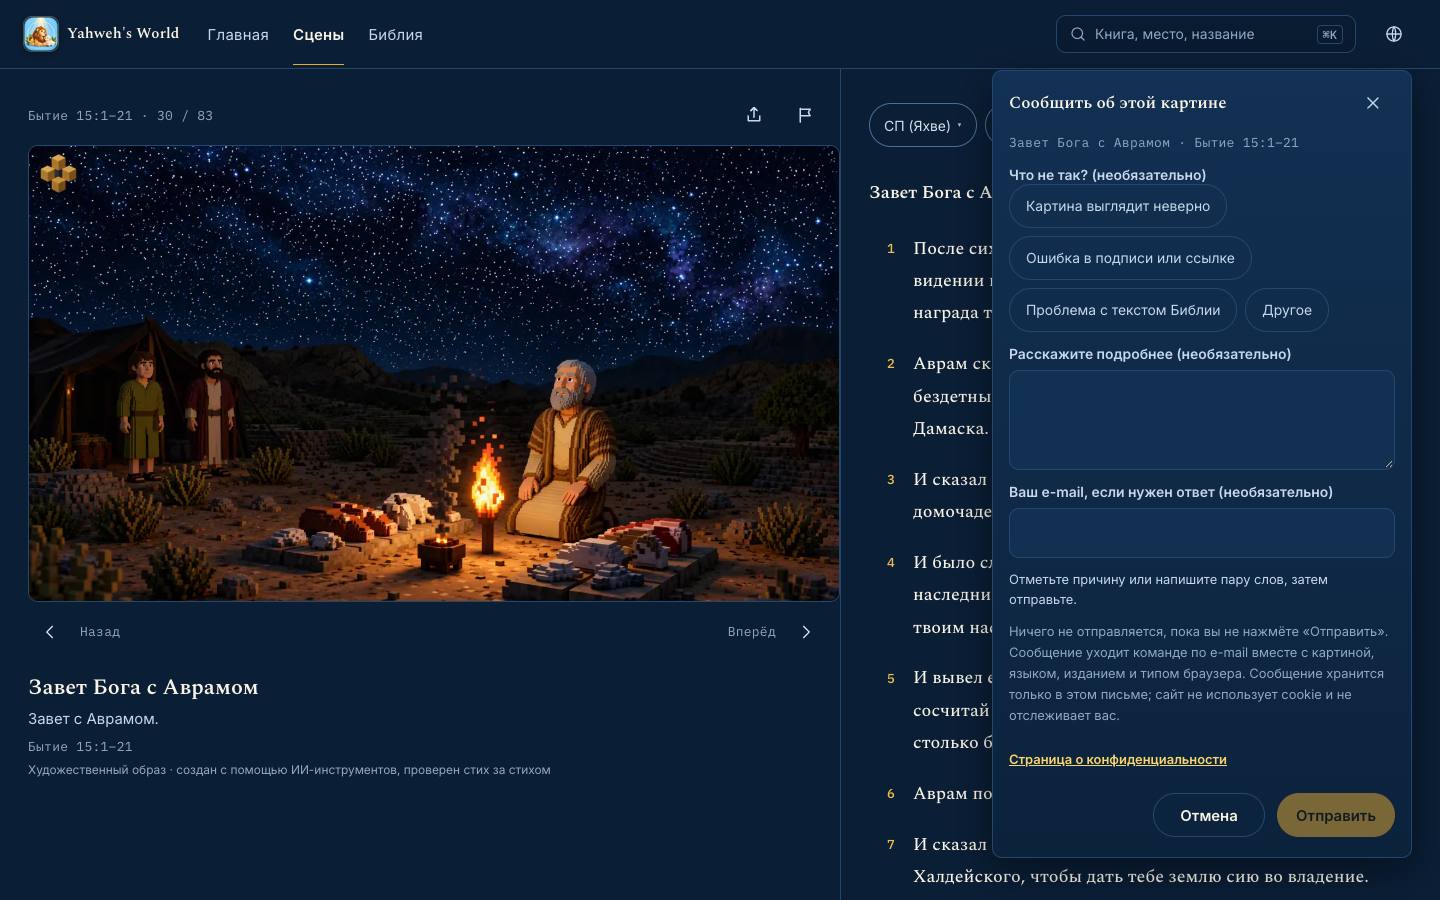 Yahweh's World
Главная
Сцены
Библия
Книга, место, название
⌘K
Бытие 15:1–21 · 30 / 83
Назад
Вперёд
Завет Бога с Аврамом
Завет с Аврамом.
Бытие 15:1–21
Художественный образ · создан с помощью ИИ-инструментов, проверен стих за стихом
СП (Яхве)
Завет Бога с А
1 После сих
видении
награда т
2 Аврам ск
бездетны
Дамаска.
3 И сказал
домочаде
4 И было сл
наследни
твоим нас
5 И вывел е
сосчитай
столько б
6 Аврам по
7 И сказал
Халдейского, чтобы дать тебе землю сию во владение.
Сообщить об этой картине
Завет Бога с Аврамом · Бытие 15:1–21
Что не так? (необязательно)
Картина выглядит неверно
Ошибка в подписи или ссылке
Проблема с текстом Библии
Другое
Расскажите подробнее (необязательно)
Ваш e-mail, если нужен ответ (необязательно)
Отметьте причину или напишите пару слов, затем
отправьте.
Ничего не отправляется, пока вы не нажмёте «Отправить».
Сообщение уходит команде по e-mail вместе с картиной,
языком, изданием и типом браузера. Сообщение хранится
только в этом письме; сайт не использует cookie и не
отслеживает вас.
Страница о конфиденциальности
Отмена
Отправить